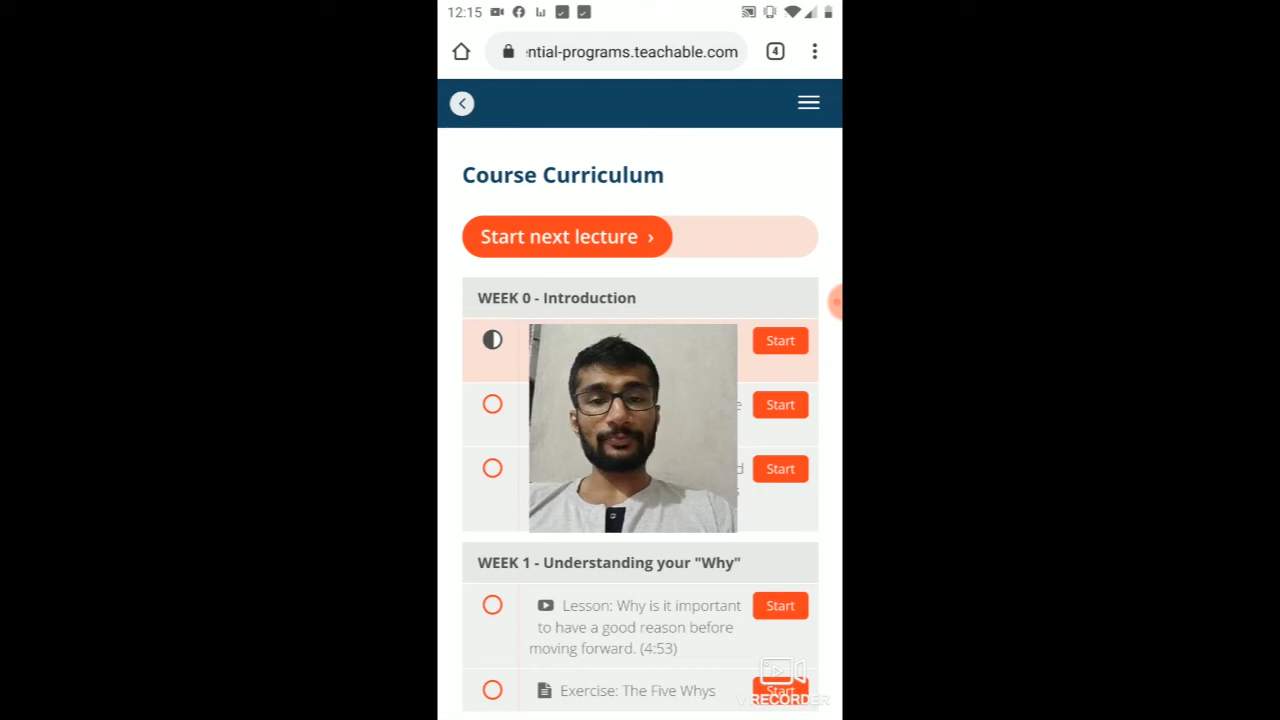 12:15
ntial-programs.teachable.com
4
Course Curriculum
Start next lecture ›
WEEK 0 - Introduction
Start
Start
Start
WEEK 1 - Understanding your "Why"
Lesson: Why is it important
to have a good reason before
moving forward. (4:53)
Start
Exercise: The Five Whys
Start
VRECORDER